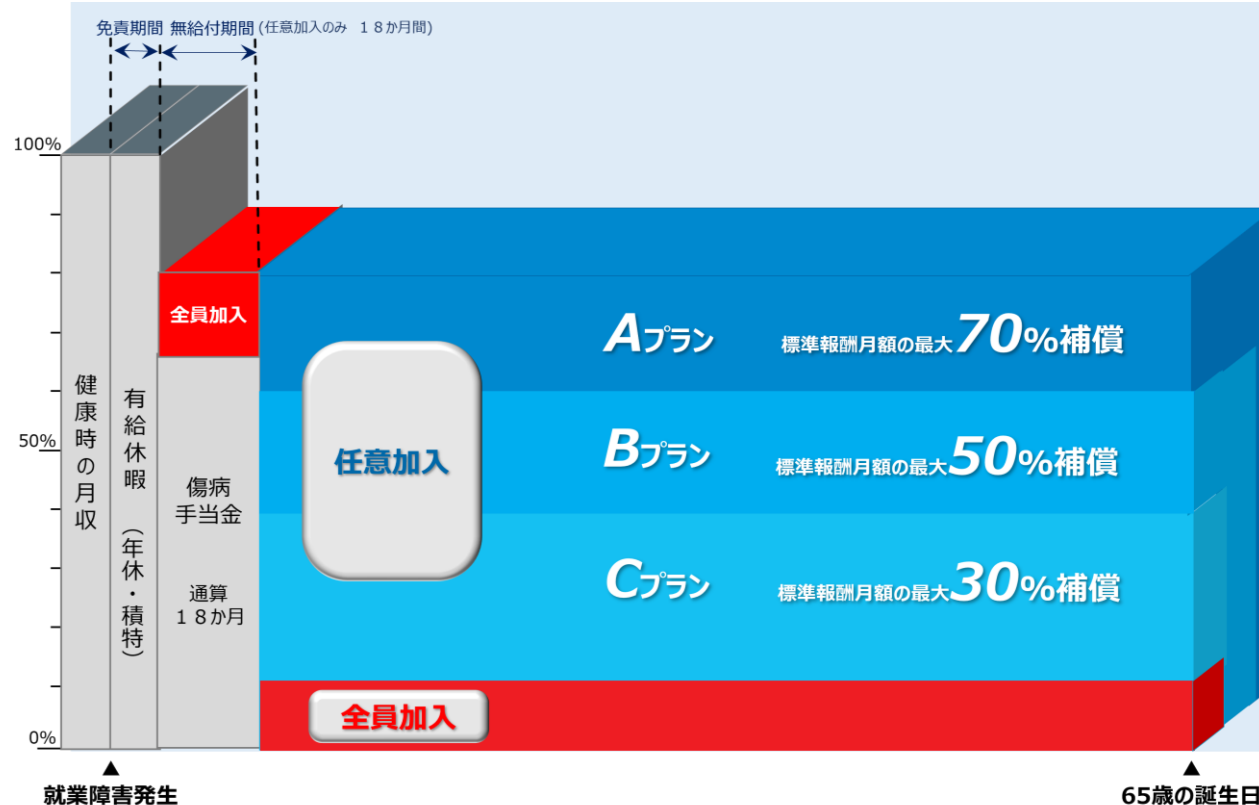 免責期間 無給付期間 (任意加入のみ １８か月間)
100%
50%
0%
健康時の月収
有給休暇 （年休・積特）
全員加入
傷病
手当金
通算
１８か月
任意加入
Aプラン 標準報酬月額の最大70%補償
Bプラン 標準報酬月額の最大50%補償
Cプラン 標準報酬月額の最大30%補償
全員加入
▲ ▲
就業障害発生 65歳の誕生日